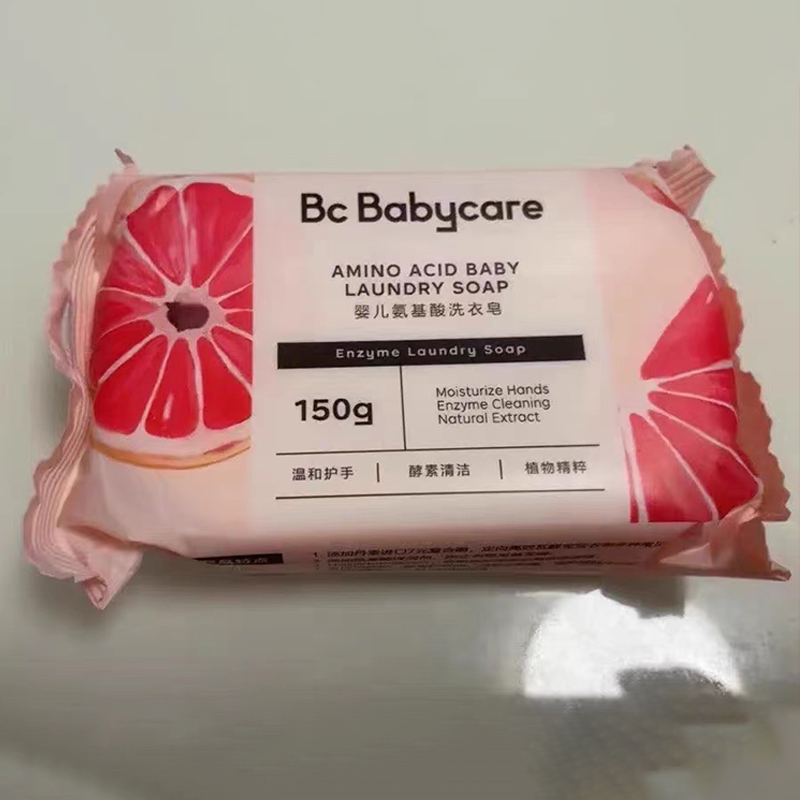 Bc Babycare
AMINO ACID BABY
LAUNDRY SOAP
婴儿氨基酸洗衣皂
Enzyme Laundry Soap
150g
Moisturize Hands
Enzyme Cleaning
Natural Extract
温和护手 | 酵素清洁 | 植物精粹